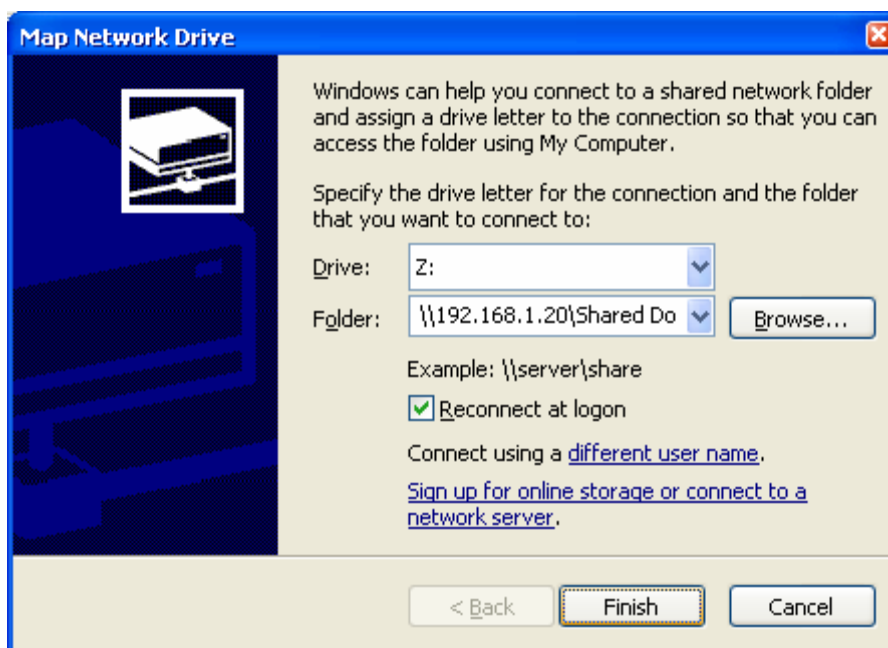 Map Network Drive
Windows can help you connect to a shared network folder
and assign a drive letter to the connection so that you can
access the folder using My Computer.
Specify the drive letter for the connection and the folder
that you want to connect to:
Drive: Z:
Folder: \\192.168.1.20\Shared Do Browse...
Example: \\server\share
Reconnect at logon
Connect using a different user name.
Sign up for online storage or connect to a
network server.
< Back Finish Cancel